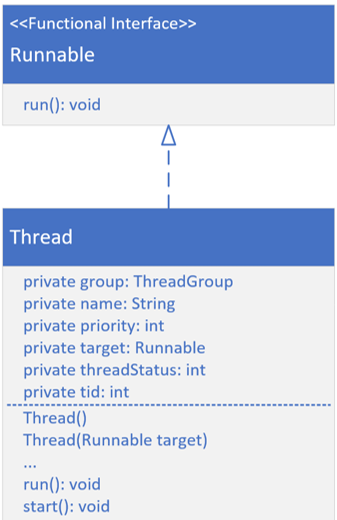 <<Functional Interface>>
Runnable
run(): void
Thread
private group: ThreadGroup
private name: String
private priority: int
private target: Runnable
private threadStatus: int
private tid: int
Thread()
Thread(Runnable target)
...
run(): void
start(): void